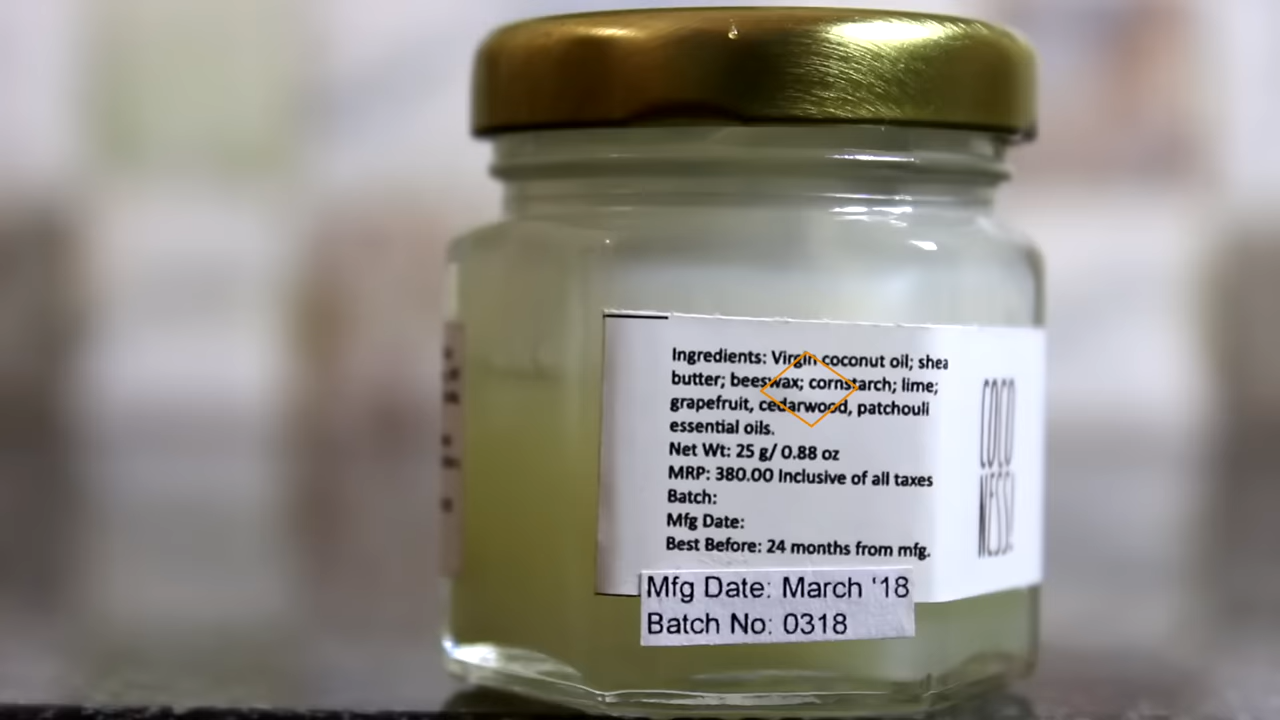 Ingredients: Virgin coconut oil; shea
butter; beeswax; cornstarch; lime;
grapefruit, cedarwood, patchouli
essential oils.
Net Wt: 25 g/ 0.88 oz
MRP: 380.00 Inclusive of all taxes
Batch:
Mfg Date:
Best Before: 24 months from mfg.
Mfg Date: March ‘18
Batch No: 0318
COCO
NESS!